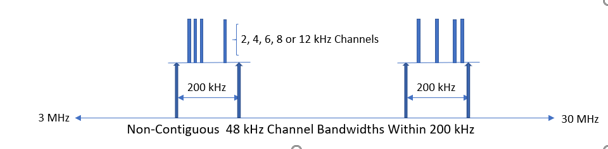 2, 4, 6, 8 or 12 kHz Channels
200 kHz
200 kHz
3 MHz
30 MHz
Non-Contiguous 48 kHz Channel Bandwidths Within 200 kHz